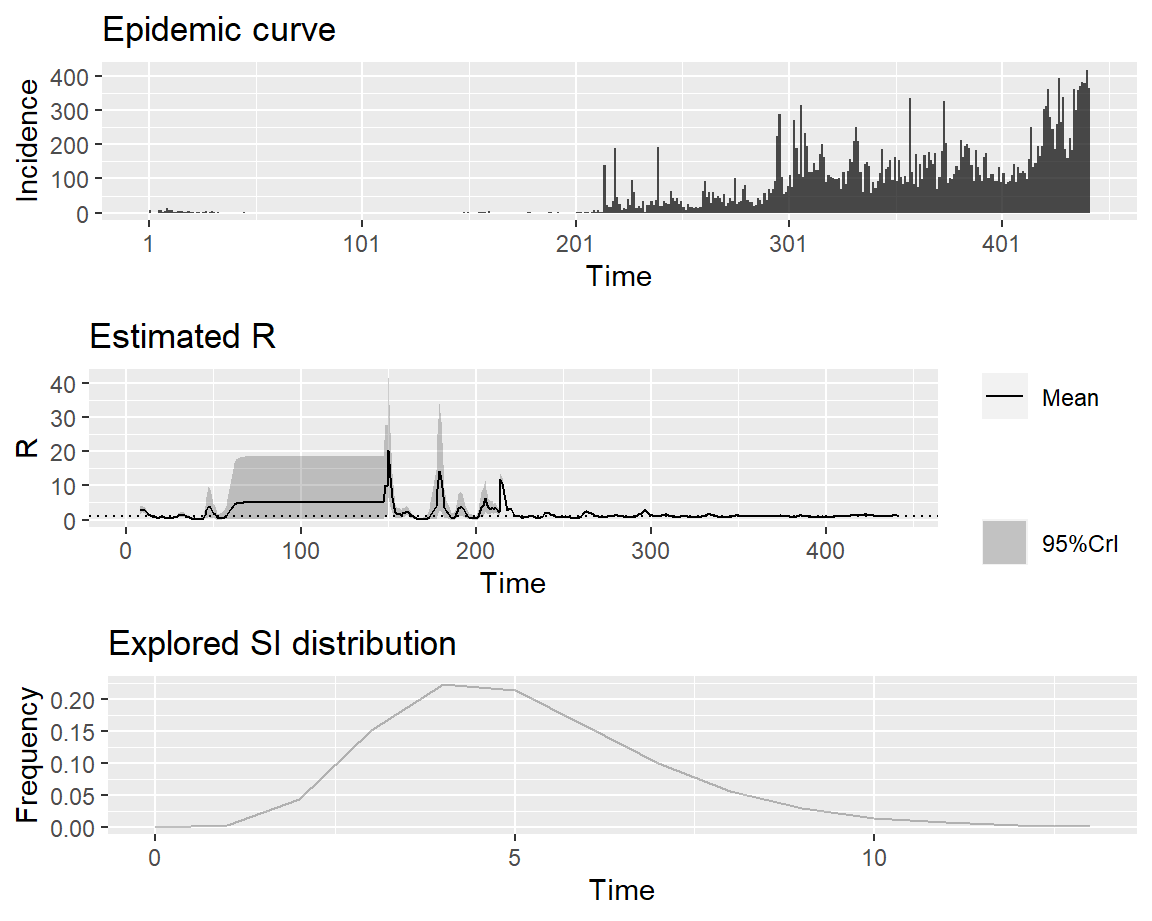 Epidemic curve
400
300
200
100
0
Incidence
1 101 201 301 401
Time
Estimated R
40
30
20
10
0
R
0 100 200 300 400
Time
Mean
95%CrI
Explored SI distribution
0.20
0.15
0.10
0.05
0.00
Frequency
0 5 10
Time